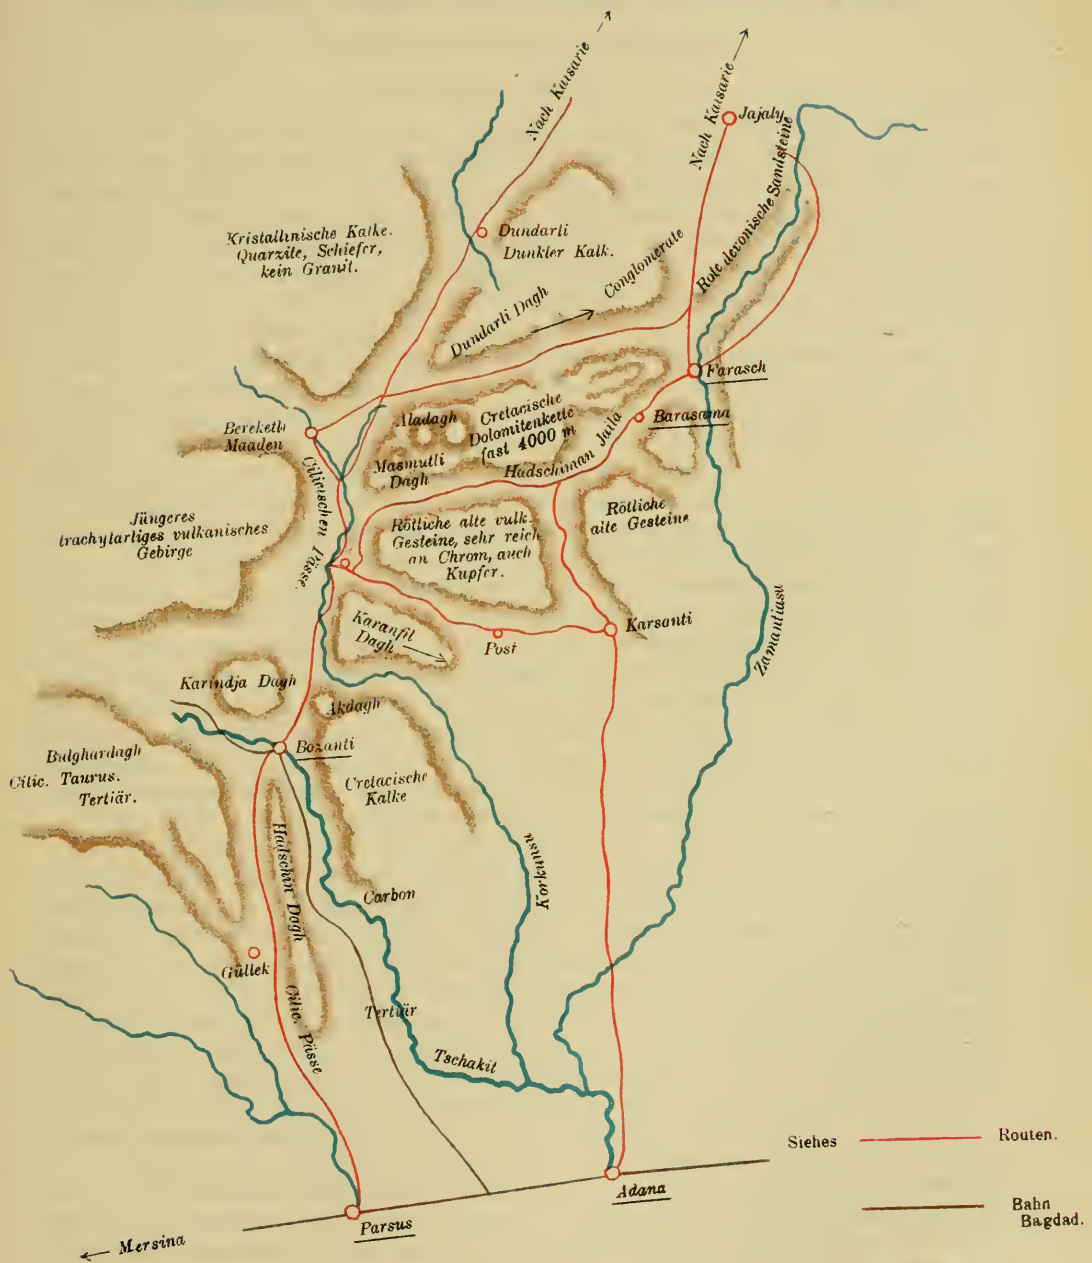 Nach Kaisarie
Nach Kaisarie
Jajaly
Rote devonische Sandsteine
Kristallinische Kalke.
Quarzite, Schiefer,
kein Granit.
Dundarli
Dunkler Kalk.
Conglomerate
Dundarli Dagh
Farasch
Barasama
Aladagh
Cretacische
Dolomitenkette
fast 4000 m
Bereketh
Maaden
Masmutli
Dagh
Hadschiman Jaila
Cilicischen Pässe.
Jüngeres
trachytartiges vulkanisches
Gebirge
Rötliche alte vulk.
Gesteine, sehr reich
an Chrom, auch
Kupfer.
Rötliche
alte Gesteine
Karanfil
Dagh
Post
Karsanti
Zamantiasu
Karindja Dagh
Akdagh
Bozanti
Bulghardagh
Cilic. Taurus.
Tertiär.
Cretacische
Kalke
Hadschin Dagh
Korkunsu
Carbon
Güllek
Cilic. Pässe
Tertiär
Tschakit
Siehes Routen.
Adana
Bahn
Bagdad.
Parsus
Mersina